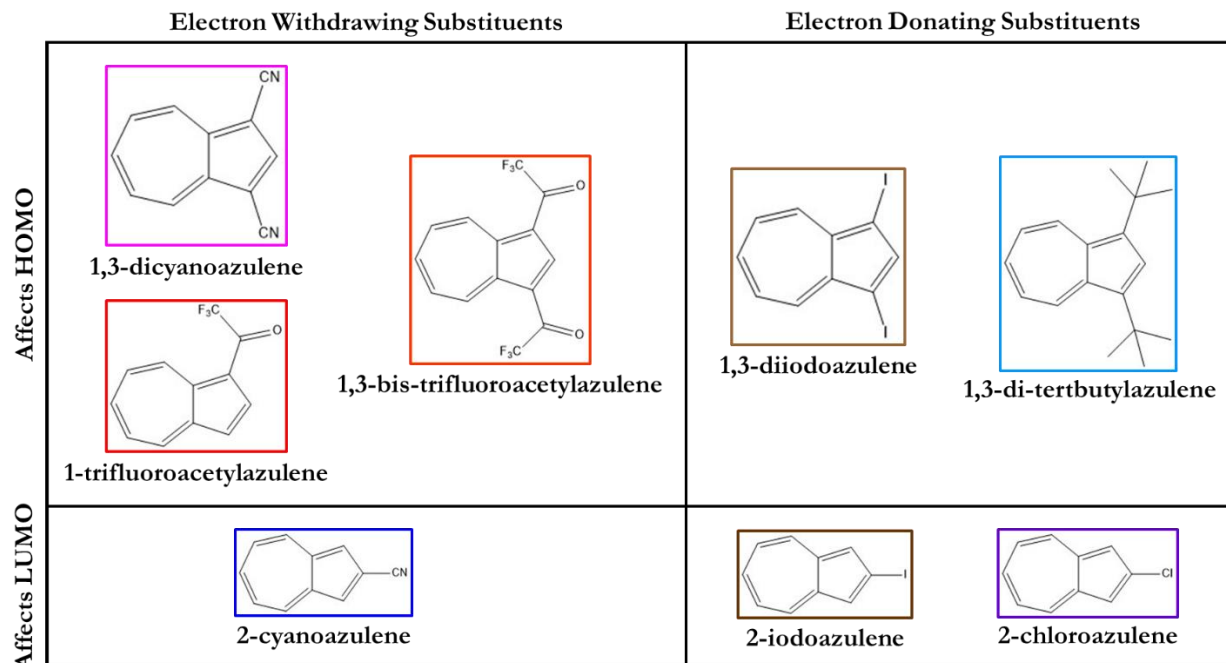 Electron Withdrawing Substituents
Electron Donating Substituents
Affects HOMO
CN
CN
1,3-dicyanoazulene
F₃C
O
1-trifluoroacetylazulene
F₃C
O
O
F₃C
1,3-bis-trifluoroacetylazulene
I
I
1,3-diiodoazulene
1,3-di-tertbutylazulene
Affects LUMO
CN
2-cyanoazulene
I
2-iodoazulene
Cl
2-chloroazulene